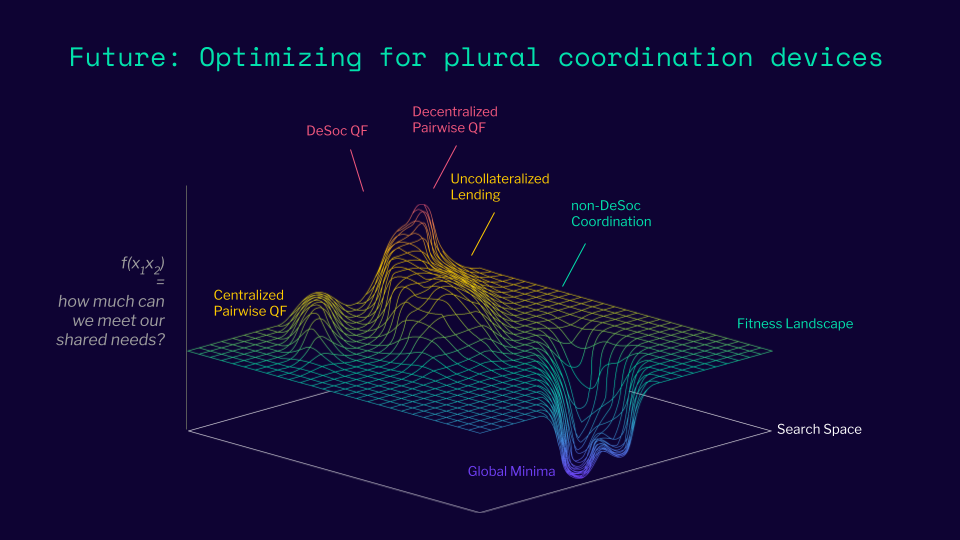 Future: Optimizing for plural coordination devices
Decentralized
Pairwise QF
DeSoc QF
Uncollateralized
Lending
non-DeSoc
Coordination
f(x1x2)
=
how much can
we meet our
shared needs?
Centralized
Pairwise QF
Fitness Landscape
Search Space
Global Minima